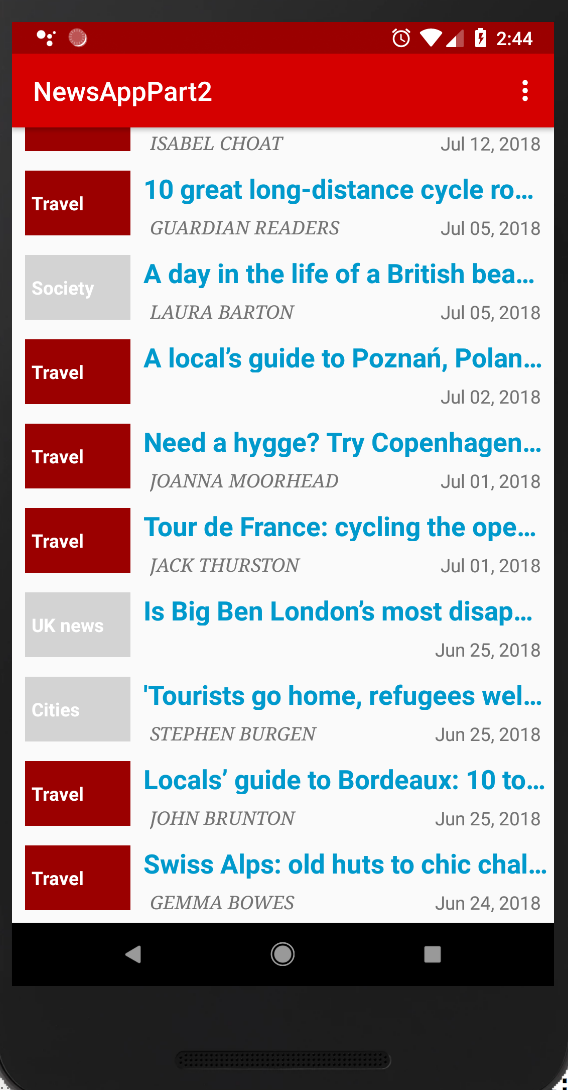 2:44
NewsAppPart2
ISABEL CHOAT Jul 12, 2018
Travel
10 great long-distance cycle ro...
GUARDIAN READERS Jul 05, 2018
Society
A day in the life of a British bea...
LAURA BARTON Jul 05, 2018
Travel
A local’s guide to Poznań, Polan...
Jul 02, 2018
Travel
Need a hygge? Try Copenhagen...
JOANNA MOORHEAD Jul 01, 2018
Travel
Tour de France: cycling the ope...
JACK THURSTON Jul 01, 2018
UK news
Is Big Ben London’s most disap...
Jun 25, 2018
Cities
'Tourists go home, refugees wel...
STEPHEN BURGEN Jun 25, 2018
Travel
Locals’ guide to Bordeaux: 10 to...
JOHN BRUNTON Jun 25, 2018
Travel
Swiss Alps: old huts to chic chal...
GEMMA BOWES Jun 24, 2018